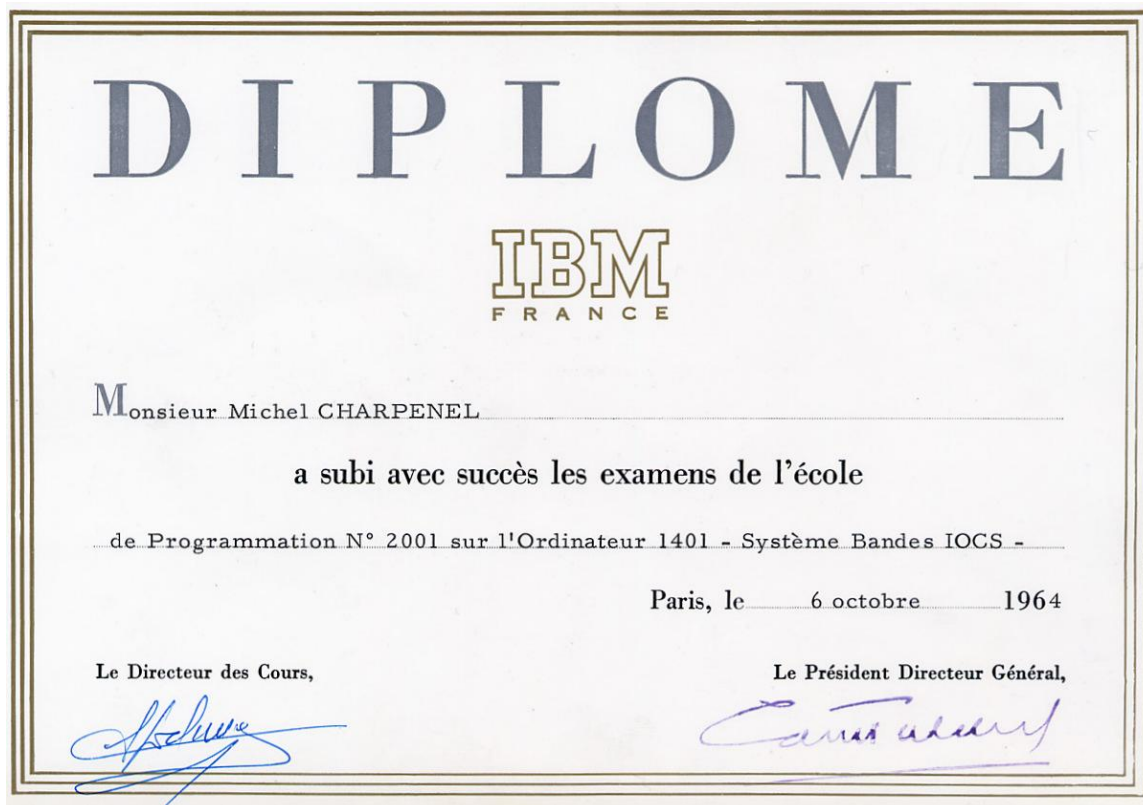 DIPLOME
IBM
FRANCE
Monsieur Michel CHARPENEL
a subi avec succès les examens de l'école
de Programmation N° 2001 sur l'Ordinateur 1401 - Système Bandes IOCS -
Paris, le 6 octobre 1964
Le Directeur des Cours, Le Président Directeur Général,